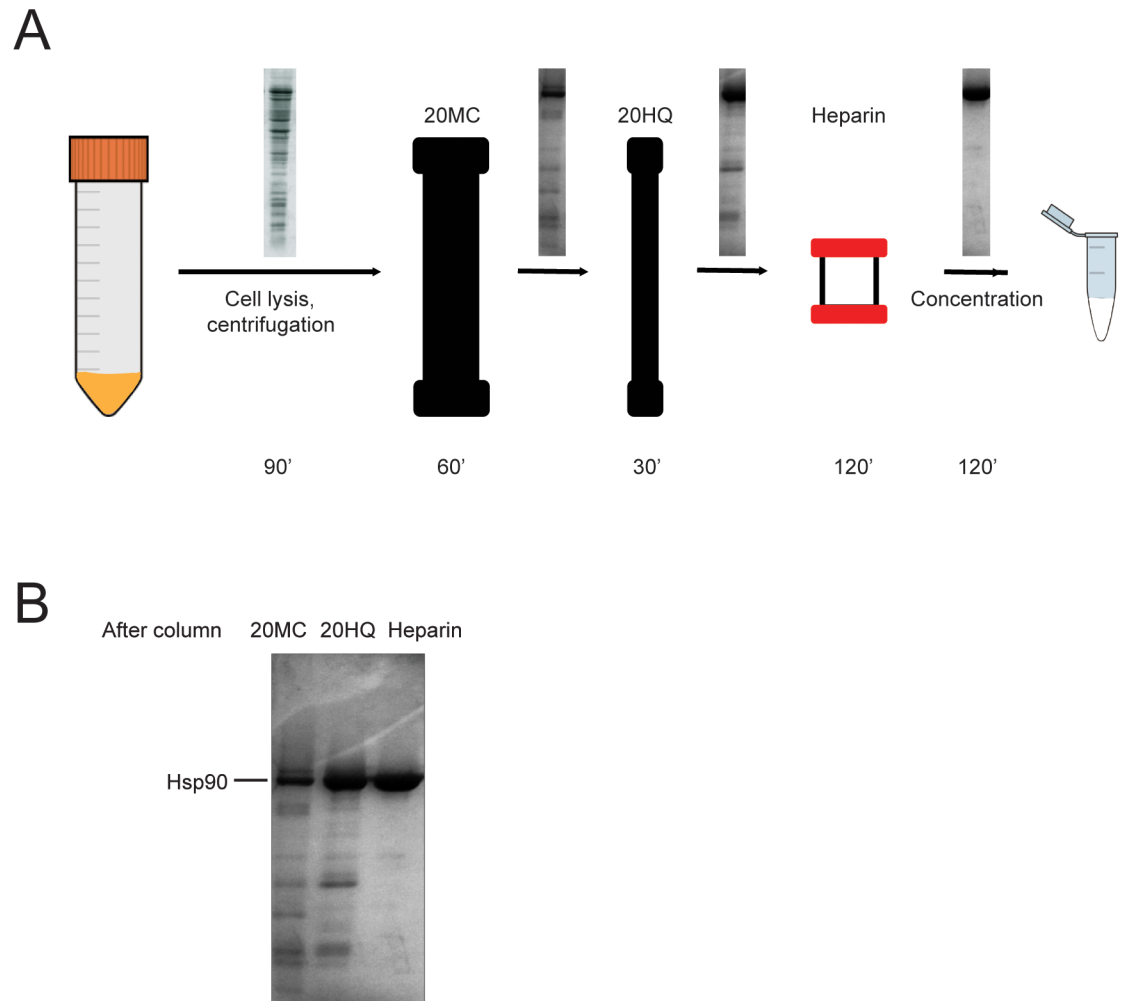 A
20MC 20HQ Heparin
Cell lysis,
centrifugation
Concentration
90’ 60’ 30’ 120’ 120’
B
After column 20MC 20HQ Heparin
Hsp90